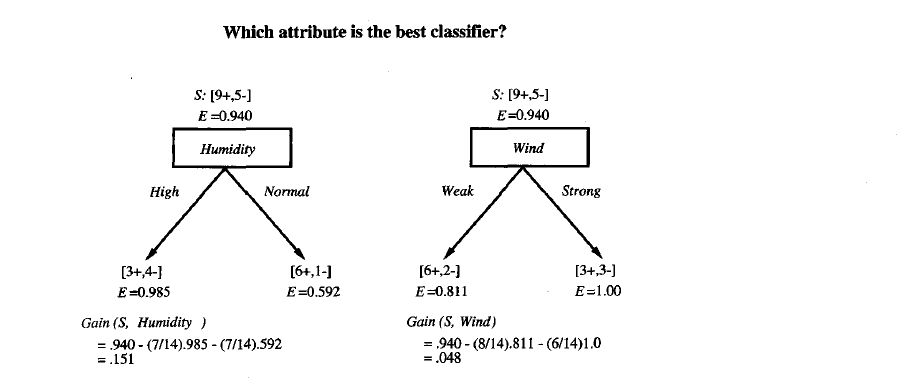 Which attribute is the best classifier?
S: [9+,5-]
E =0.940
Humidity
High
Normal
[3+,4-]
E =0.985
[6+,1-]
E =0.592
Gain (S, Humidity )
= .940 - (7/14).985 - (7/14).592
= .151
S: [9+,5-]
E =0.940
Wind
Weak
Strong
[6+,2-]
E =0.811
[3+,3-]
E =1.00
Gain (S, Wind)
= .940 - (8/14).811 - (6/14)1.0
= .048